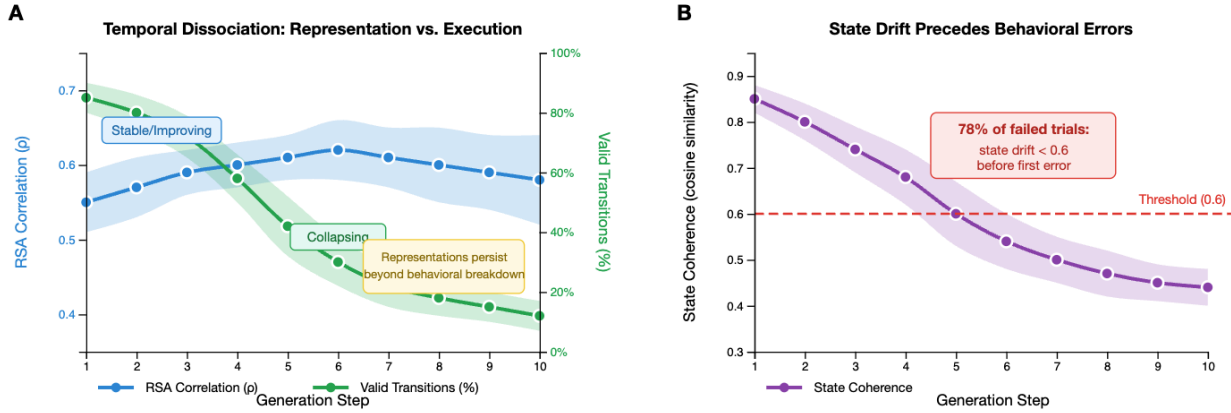 A
Temporal Dissociation: Representation vs. Execution
RSA Correlation (ρ)
0.7
0.6
0.5
0.4
100%
80%
60%
40%
20%
0%
Valid Transitions (%)
Stable/Improving
Collapsing
Representations persist
beyond behavioral breakdown
1 2 3 4 5 6 7 8 9 10
RSA Correlation (ρ)
Valid Transitions (%)
Generation Step
B
State Drift Precedes Behavioral Errors
State Coherence (cosine similarity)
0.9
0.8
0.7
0.6
0.5
0.4
0.3
78% of failed trials:
state drift < 0.6
before first error
Threshold (0.6)
1 2 3 4 5 6 7 8 9 10
State Coherence
Generation Step